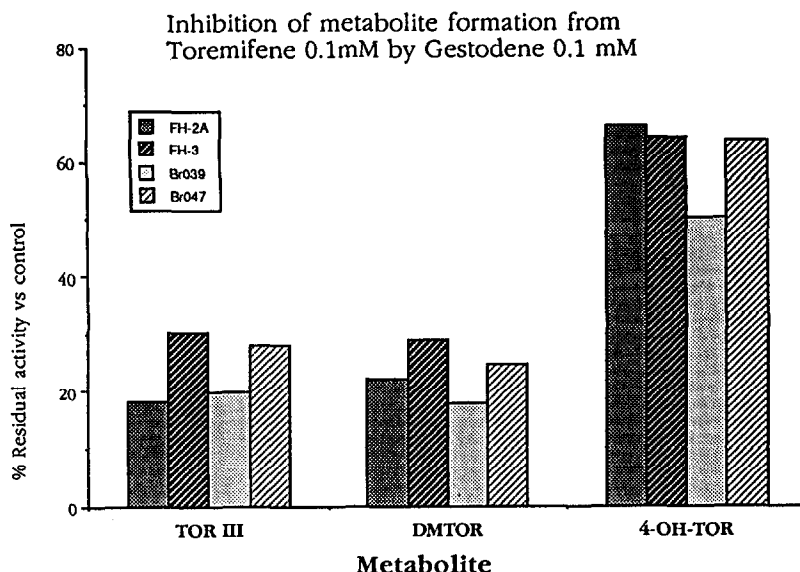 Inhibition of metabolite formation from
Toremifene 0.1mM by Gestodene 0.1 mM
80
60
40
20
0
% Residual activity vs control
FH-2A
FH-3
Br039
Br047
TOR III
DMTOR
4-OH-TOR
Metabolite